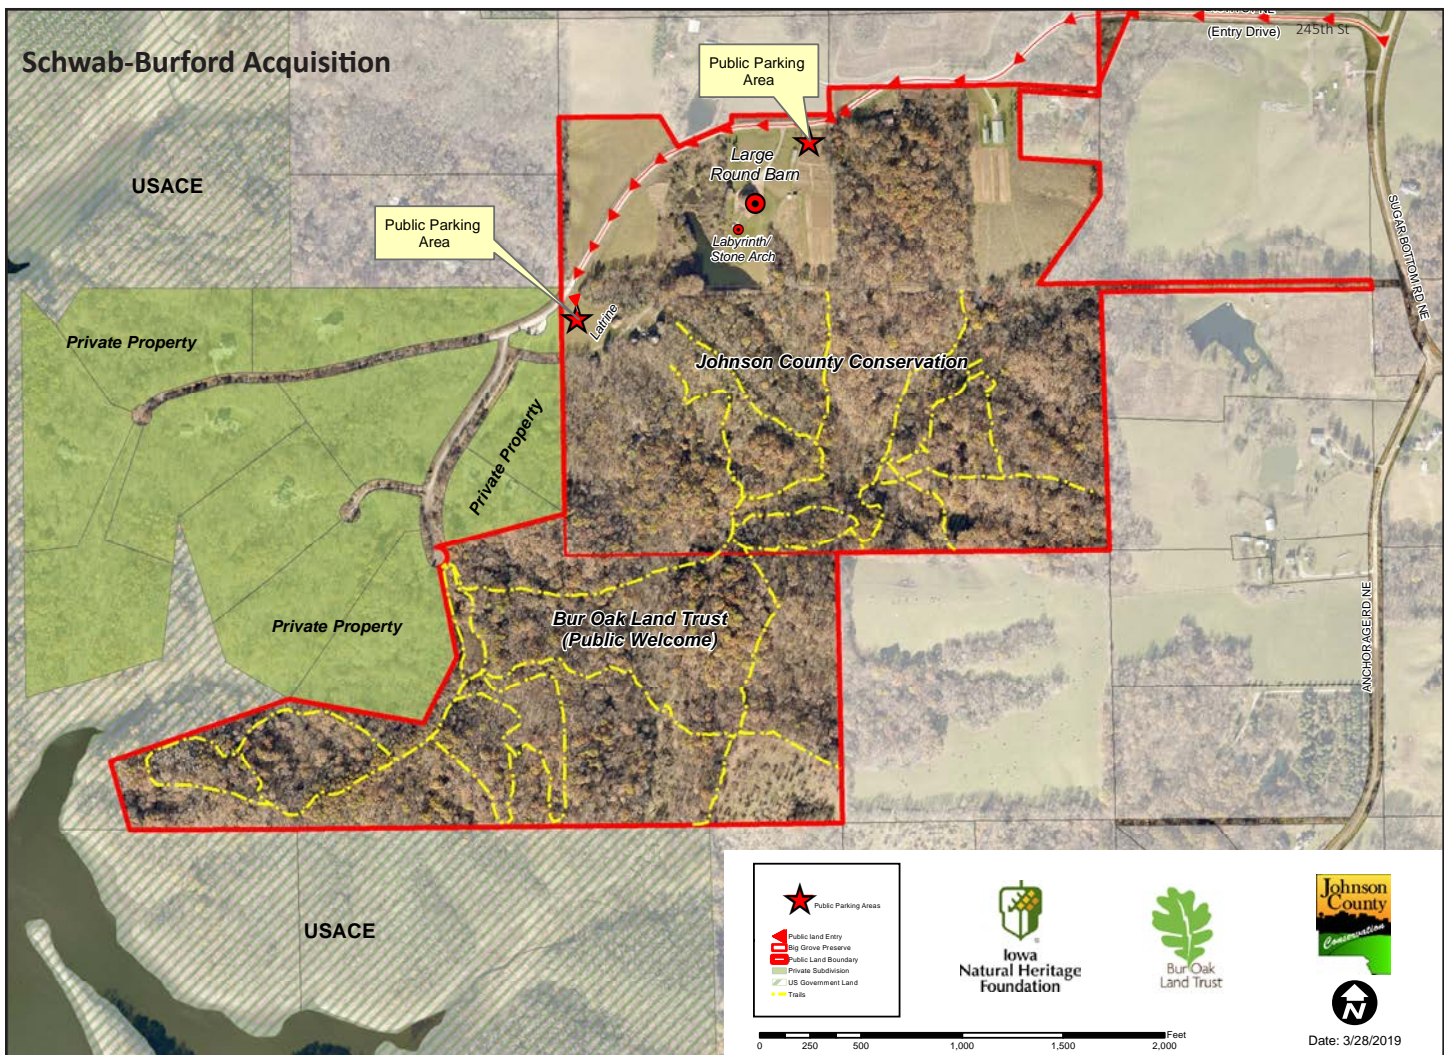 Schwab-Burford Acquisition
(Entry Drive)
245th St
Public Parking
Area
USACE
Large
Round Barn
Public Parking
Area
Labyrinth/
Stone Arch
SUGAR BOTTOM RD NE
Latrine
Private Property
Johnson County Conservation
Private Property
Bur Oak Land Trust
(Public Welcome)
Private Property
ANCHORAGE RD NE
USACE
Public Parking Areas
Public land Entry
Big Grove Preserve
Public Land Boundary
Private Subdivision
US Government Land
Trails
Iowa
Natural Heritage
Foundation
®
Bur Oak
Land Trust
Johnson
County
Conservation
N
Feet
0 250 500 1,000 1,500 2,000
Date: 3/28/2019